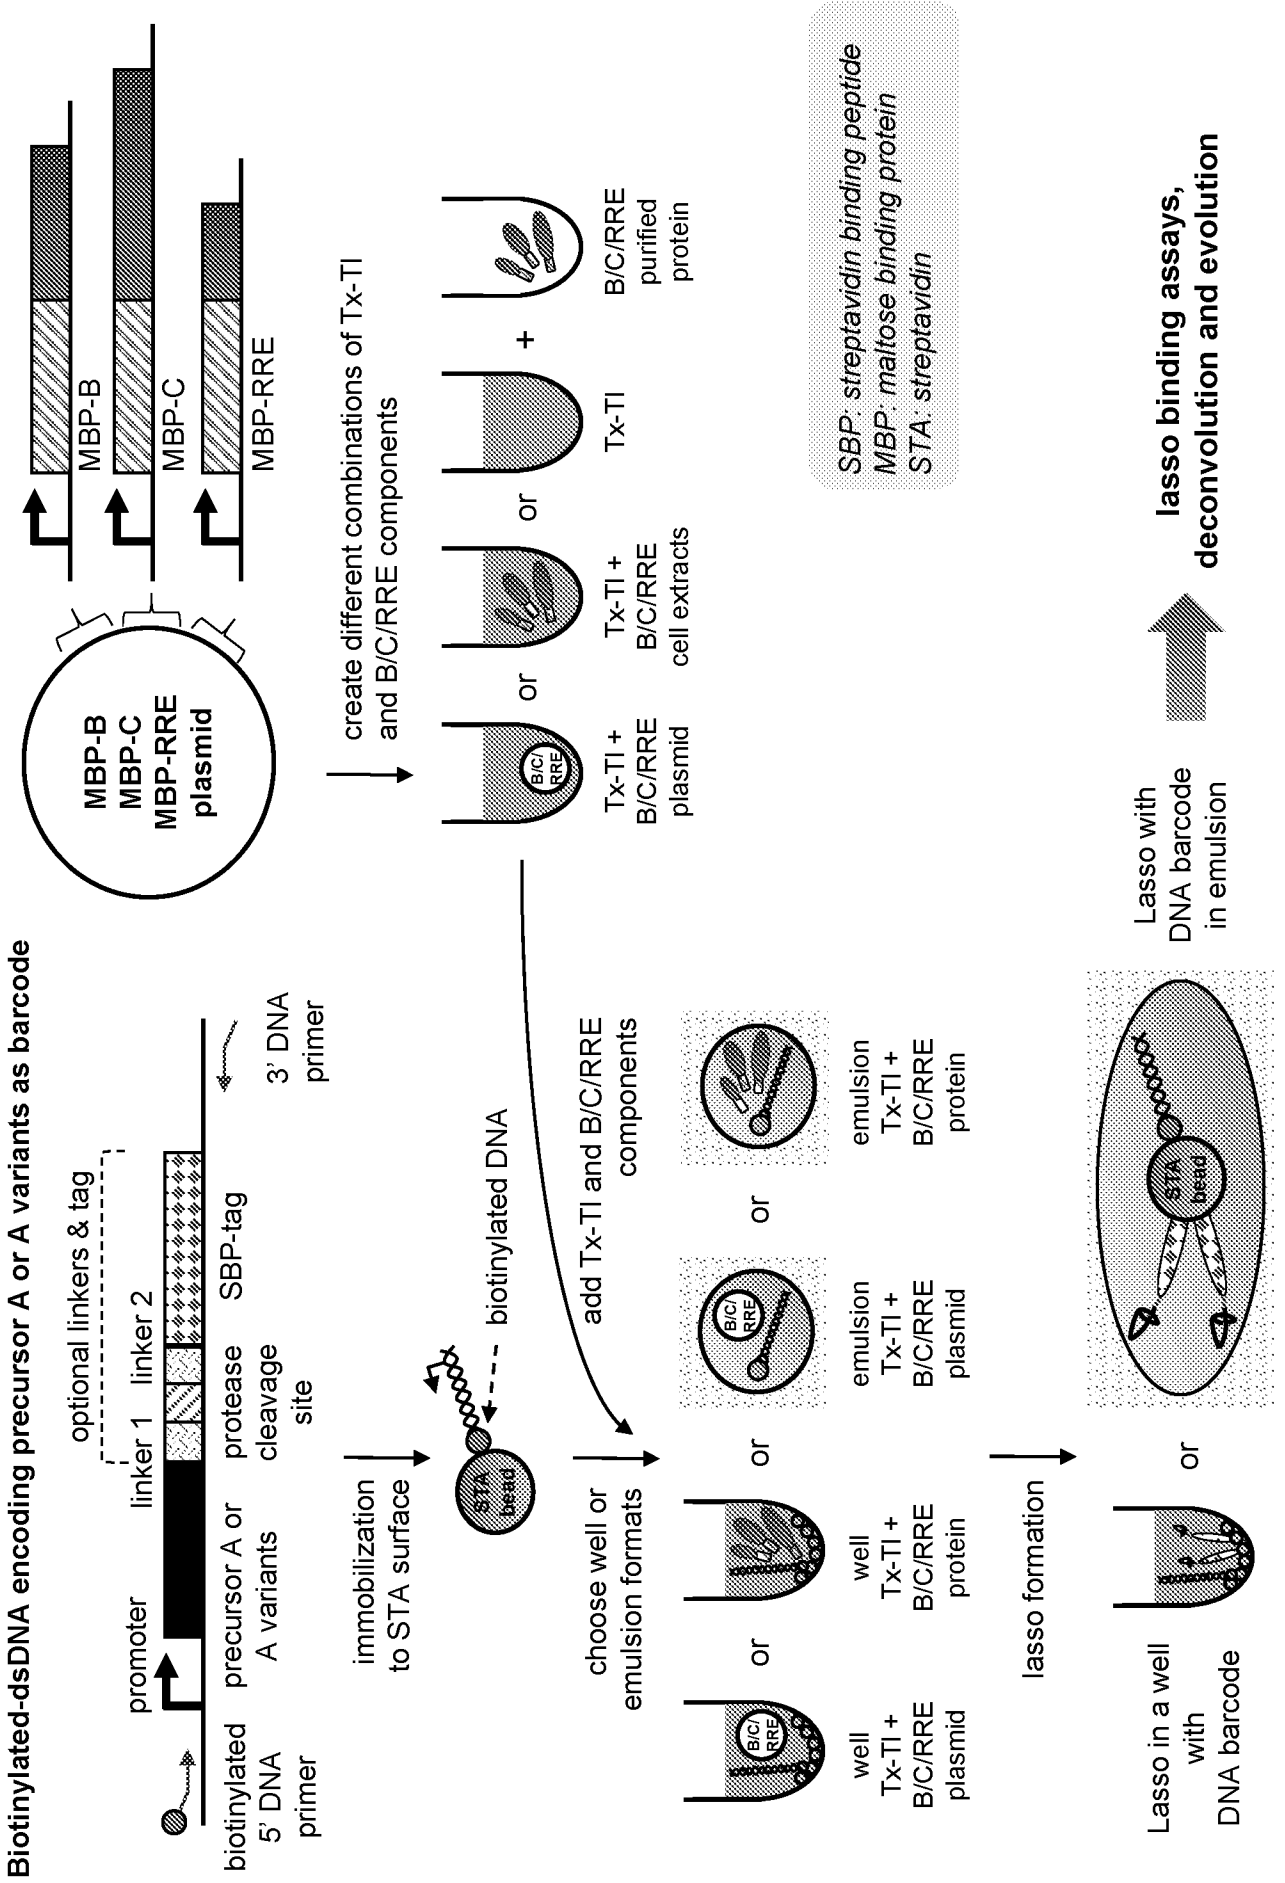 Biotinylated-dsDNA encoding precursor A or A variants as barcode
optional linkers & tag
promoter
linker 1
linker 2
biotinylated
5’ DNA
primer
precursor A or
A variants
protease
cleavage
site
SBP-tag
3’ DNA
primer
MBP-B
MBP-C
MBP-RRE
plasmid
MBP-B
MBP-C
MBP-RRE
immobilization
to STA surface
STA
bead
biotinylated DNA
create different combinations of Tx-Tl
and B/C/RRE components
B/C/
RRE
or
or
+
Tx-Tl +
B/C/RRE
plasmid
Tx-Tl +
B/C/RRE
cell extracts
Tx-Tl
B/C/RRE
purified
protein
choose well or
emulsion formats
add Tx-Tl and B/C/RRE
components
B/C/
RRE
or
or
B/C/
RRE
or
well
Tx-Tl +
B/C/RRE
plasmid
well
Tx-Tl +
B/C/RRE
protein
emulsion
Tx-Tl +
B/C/RRE
plasmid
emulsion
Tx-Tl +
B/C/RRE
protein
SBP: streptavidin binding peptide
MBP: maltose binding protein
STA: streptavidin
lasso formation
Lasso in a well
with
DNA barcode
or
STA
bead
Lasso with
DNA barcode
in emulsion
lasso binding assays,
deconvolution and evolution